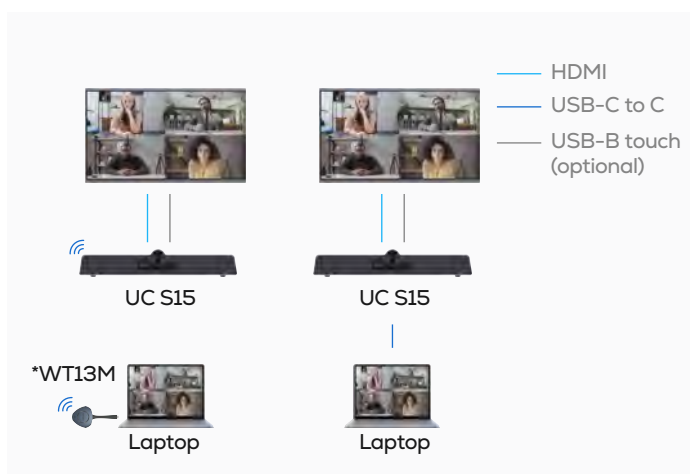 HDMI
USB-C to C
USB-B touch
(optional)
UC S15
UC S15
*WT13M
Laptop
Laptop